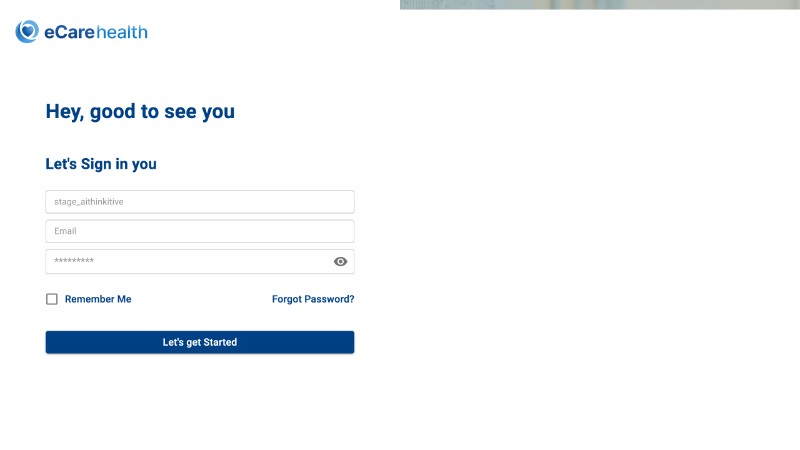 eCarehealth
Hey, good to see you
Let's Sign in you
stage_aithinkitive
Email
*********
Remember Me
Forgot Password?
Let's get Started